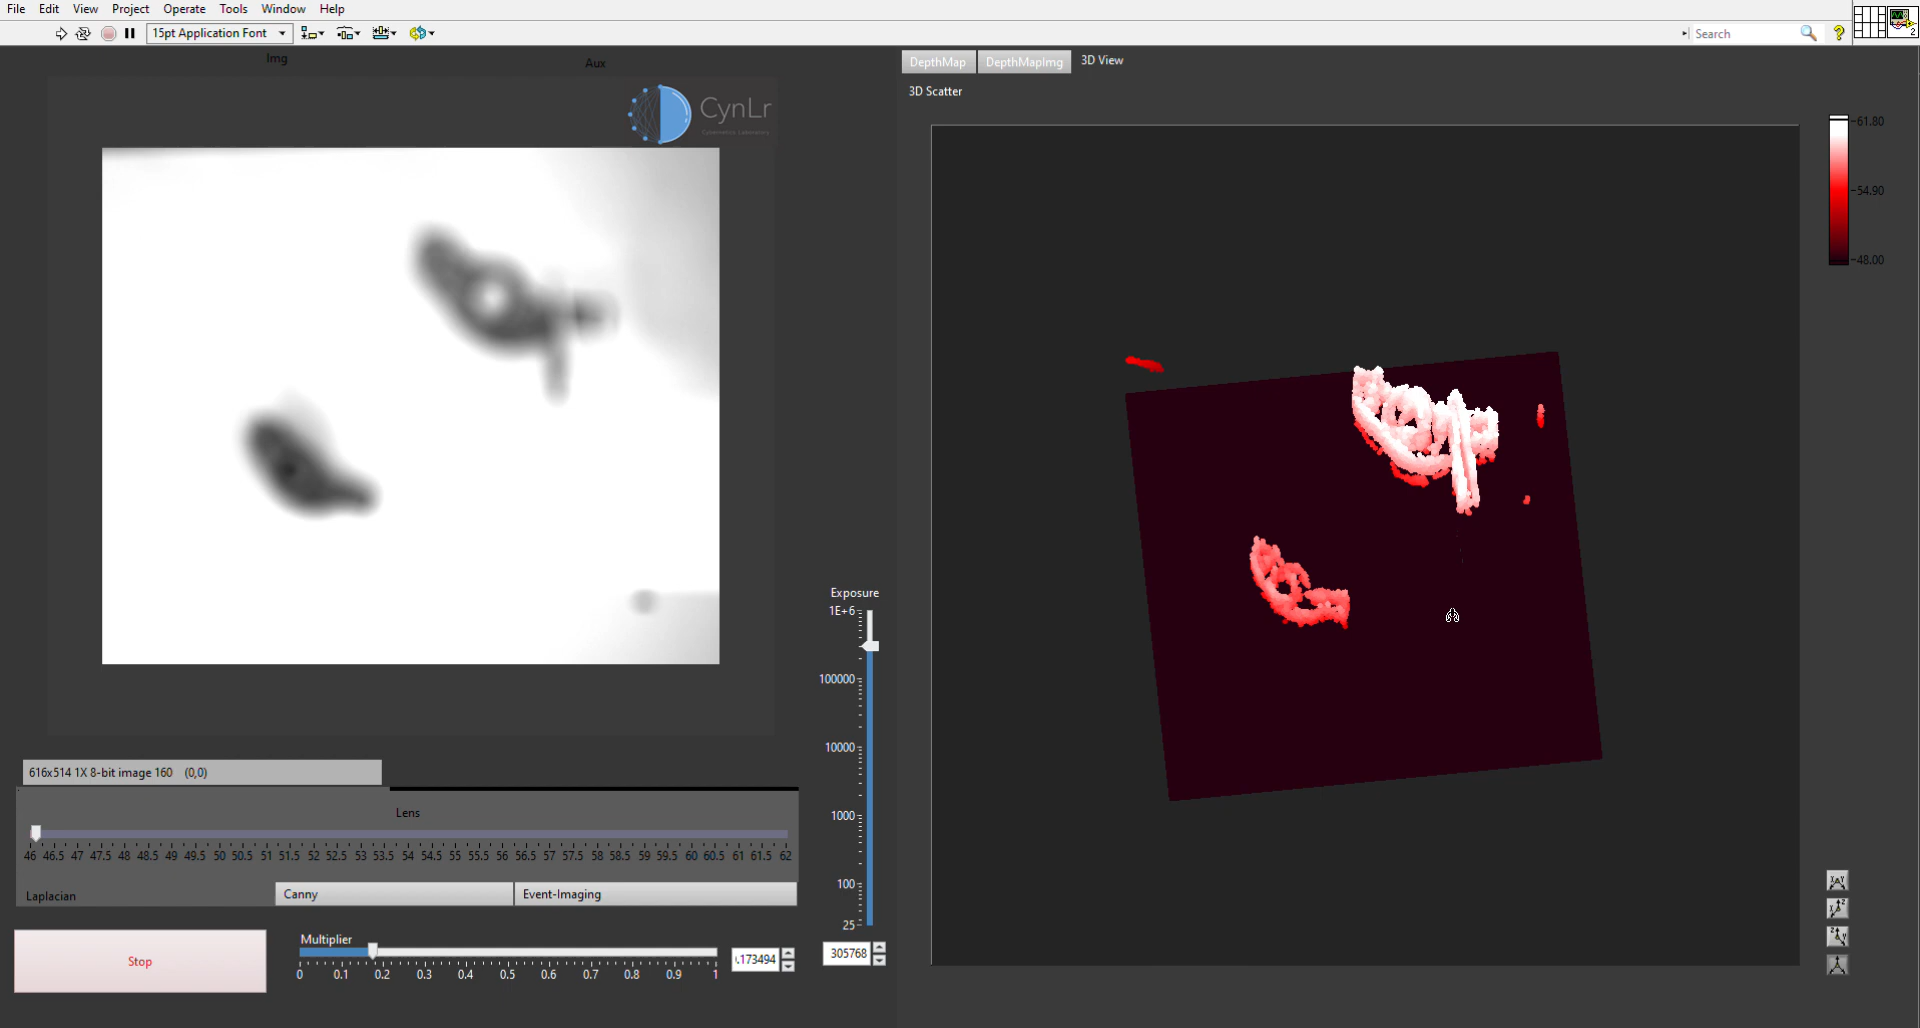 File Edit View Project Operate Tools Window Help
15pt Application Font
Search
2
Img
Aux
CynLr
Cybernetics Laboratory
DepthMap DepthMapImg 3D View
3D Scatter
61.80
54.90
48.00
Exposure
1E+6
100000
10000
1000
100
25
305768
616x514 1X 8-bit image 160 (0,0)
Lens
46 46.5 47 47.5 48 48.5 49 49.5 50 50.5 51 51.5 52 52.5 53 53.5 54 54.5 55 55.5 56 56.5 57 57.5 58 58.5 59 59.5 60 60.5 61 61.5 62
Laplacian Canny Event-Imaging
Stop
Multiplier
0 0.1 0.2 0.3 0.4 0.5 0.6 0.7 0.8 0.9 1
.173494